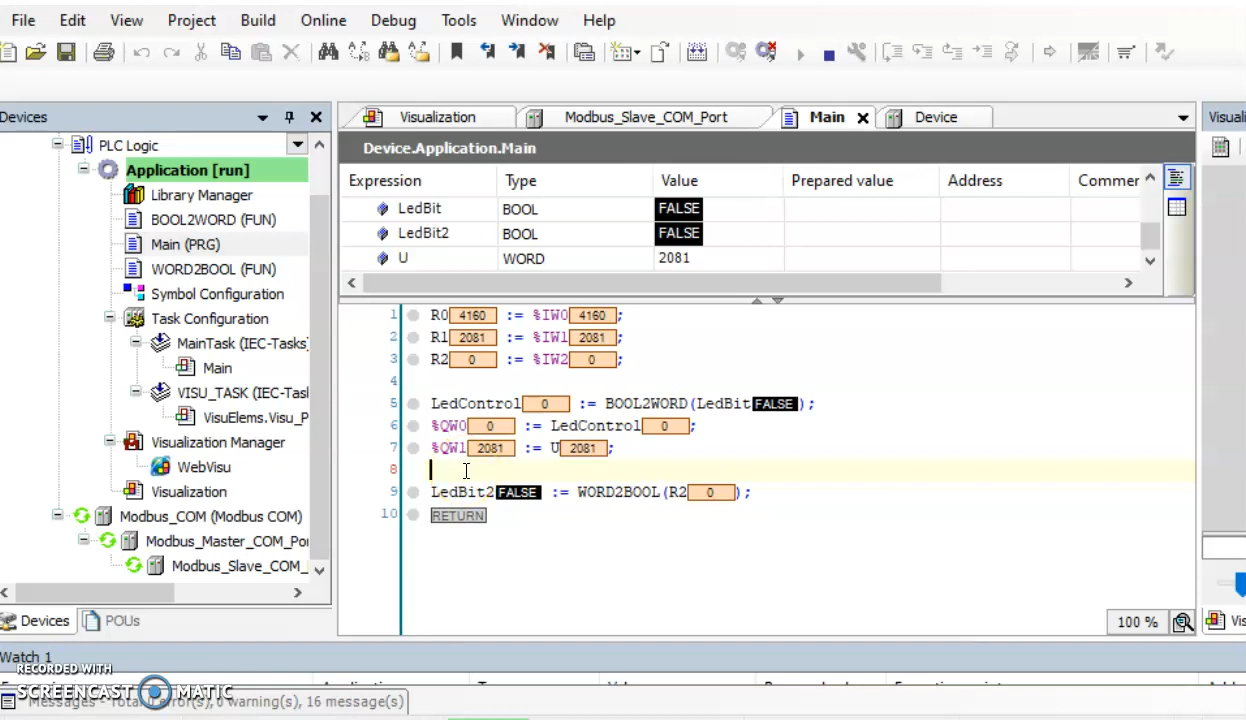 File Edit View Project Build Online Debug Tools Window Help
Devices
PLC Logic
Application [run]
Library Manager
BOOL2WORD (FUN)
Main (PRG)
WORD2BOOL (FUN)
Symbol Configuration
Task Configuration
MainTask (IEC-Tasks)
Main
VISU_TASK (IEC-Tas
VisuElems.Visu_P
Visualization Manager
WebVisu
Visualization
Modbus_COM (Modbus COM)
Modbus_Master_COM_Po
Modbus_Slave_COM_
Devices POUs
Visualization Modbus_Slave_COM_Port Main Device
Device.Application.Main
Expression Type Value Prepared value Address Commer
LedBit BOOL FALSE
LedBit2 BOOL FALSE
U WORD 2081
1 R0 4160 := %IW0 4160 ;
2 R1 2081 := %IW1 2081 ;
3 R2 0 := %IW2 0 ;
4
5 LedControl 0 := BOOL2WORD(LedBit FALSE );
6 %QW0 0 := LedControl 0 ;
7 %QW1 2081 := U 2081 ;
8
9 LedBit2 FALSE := WORD2BOOL(R2 0 );
10 RETURN
100 %
Visuali
Vis
Watch 1
RECORDED WITH
SCREENCAST MATIC
Messages - Total 0 error(s), 0 warning(s), 16 message(s)